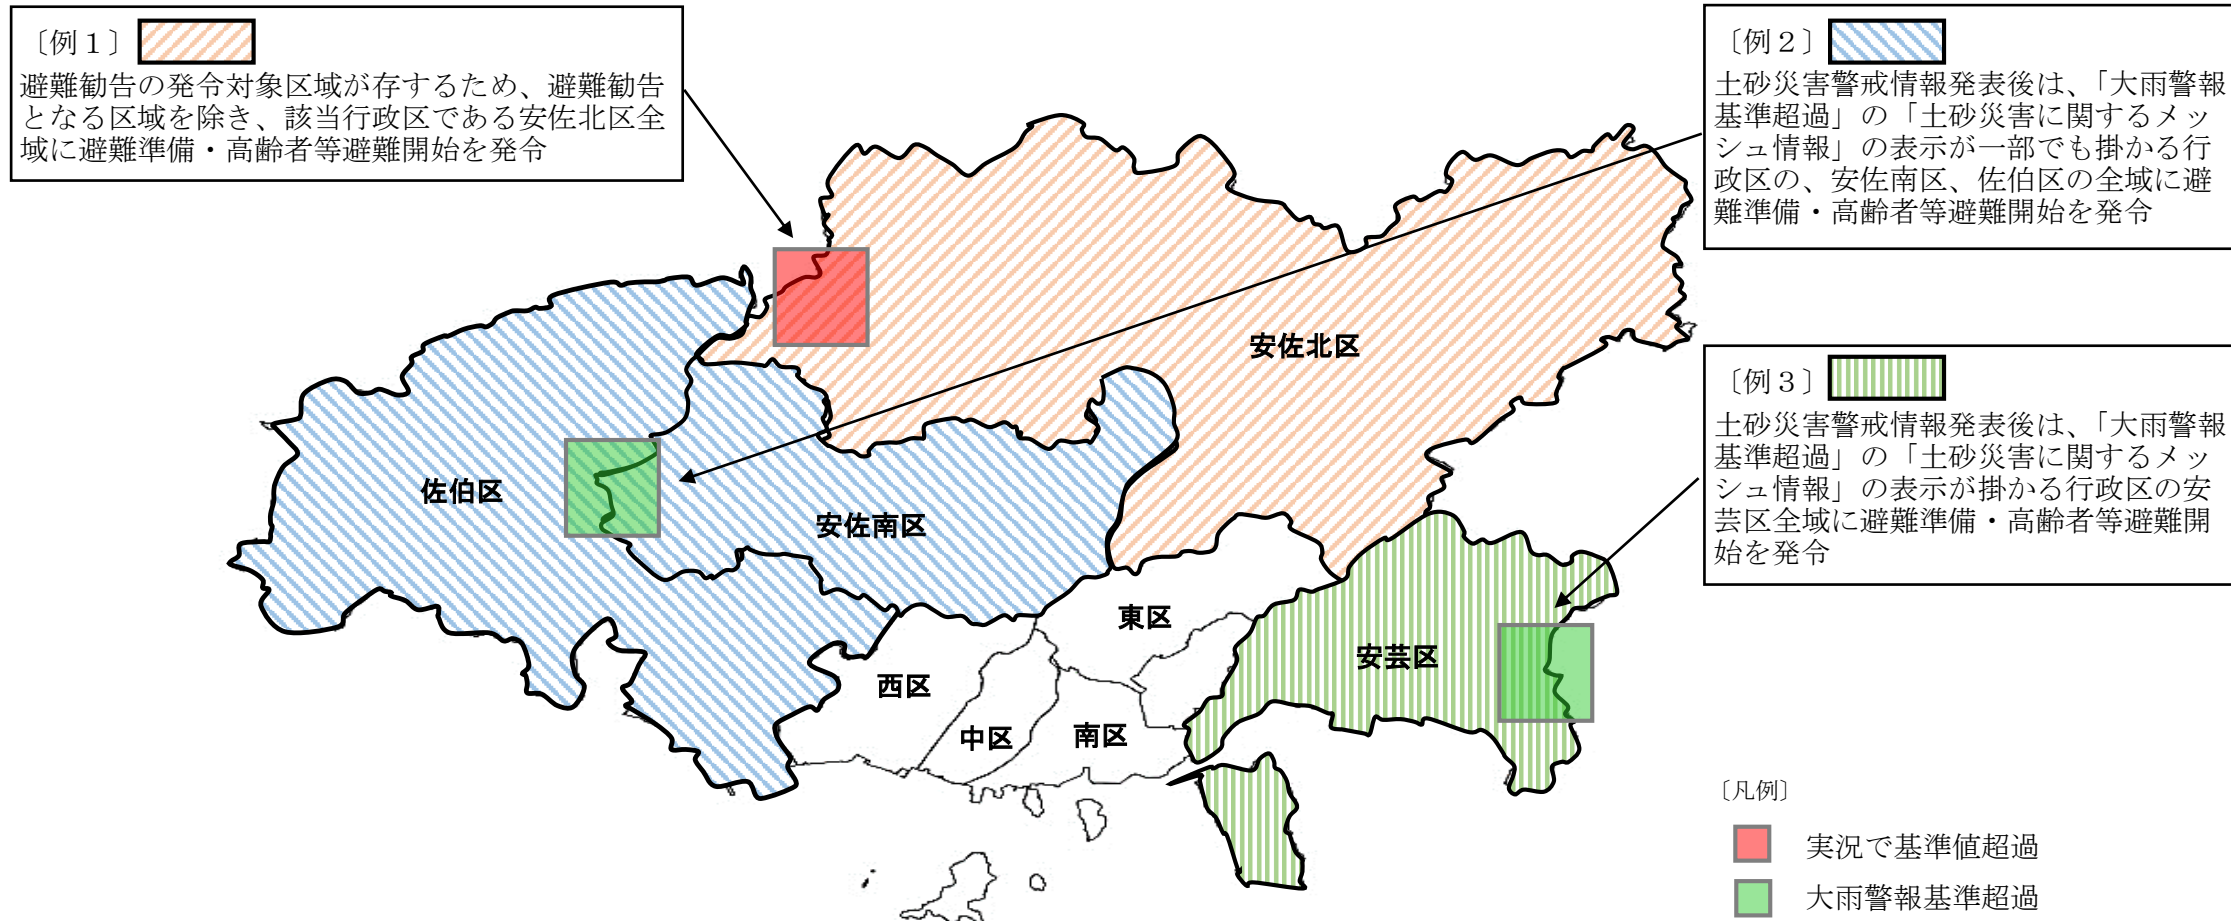 〔例１〕
避難勧告の発令対象区域が存するため、避難勧告
となる区域を除き、該当行政区である安佐北区全
域に避難準備・高齢者等避難開始を発令
〔例２〕
土砂災害警戒情報発表後は、「大雨警報
基準超過」の「土砂災害に関するメッ
シュ情報」の表示が一部でも掛かる行
政区の、安佐南区、佐伯区の全域に避
難準備・高齢者等避難開始を発令
〔例３〕
土砂災害警戒情報発表後は、「大雨警報
基準超過」の「土砂災害に関するメッ
シュ情報」の表示が掛かる行政区の安
芸区全域に避難準備・高齢者等避難開
始を発令
安佐北区
佐伯区
安佐南区
東区
安芸区
西区
中区
南区
〔凡例〕
実況で基準値超過
大雨警報基準超過